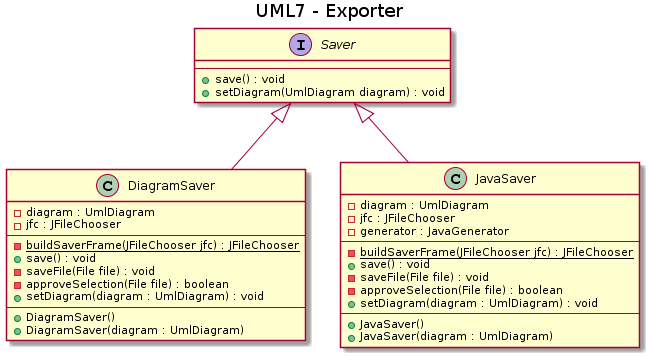 UML7 - Exporter
I Saver
save() : void
setDiagram(UmlDiagram diagram) : void
C DiagramSaver
diagram : UmlDiagram
jfc : JFileChooser
buildSaverFrame(JFileChooser jfc) : JFileChooser
save() : void
saveFile(File file) : void
approveSelection(File file) : boolean
setDiagram(diagram : UmlDiagram) : void
DiagramSaver()
DiagramSaver(diagram : UmlDiagram)
C JavaSaver
diagram : UmlDiagram
jfc : JFileChooser
generator : JavaGenerator
buildSaverFrame(JFileChooser jfc) : JFileChooser
save() : void
saveFile(File file) : void
approveSelection(File file) : boolean
setDiagram(diagram : UmlDiagram) : void
JavaSaver()
JavaSaver(diagram : UmlDiagram)